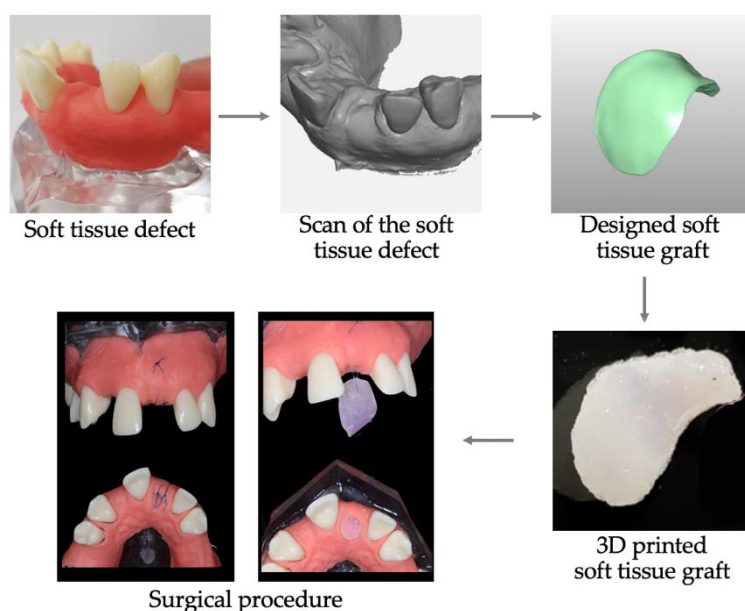 Soft tissue defect
Scan of the soft
tissue defect
Designed soft
tissue graft
3D printed
soft tissue graft
Surgical procedure